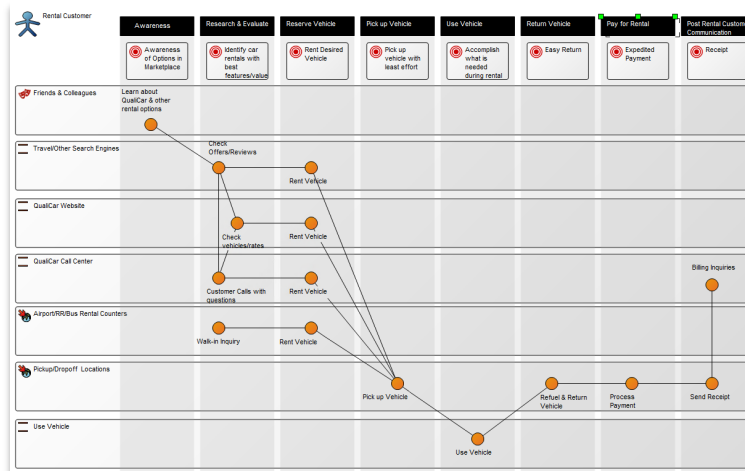 Rental Customer
Awareness
Research & Evaluate
Reserve Vehicle
Pick up Vehicle
Use Vehicle
Return Vehicle
Pay for Rental
Post Rental Custome
Communication
Awareness
of Options in
Marketplace
Identify car
rentals with
best
features/value
Rent Desired
Vehicle
Pick up
vehicle with
least effort
Accomplish
what is
needed
during rental
Easy Return
Expedited
Payment
Receipt
Friends & Colleagues
Learn about
QualiCar & other
rental options
Travel/Other Search Engines
Check
Offers/Reviews
Rent Vehicle
QualiCar Website
Check
vehicles/rates
Rent Vehicle
QualiCar Call Center
Customer Calls with
questions
Rent Vehicle
Billing Inquiries
Airport/RR/Bus Rental Counters
Walk-in Inquiry
Rent Vehicle
Pickup/Dropoff Locations
Pick up Vehicle
Refuel & Return
Vehicle
Process
Payment
Send Receipt
Use Vehicle
Use Vehicle